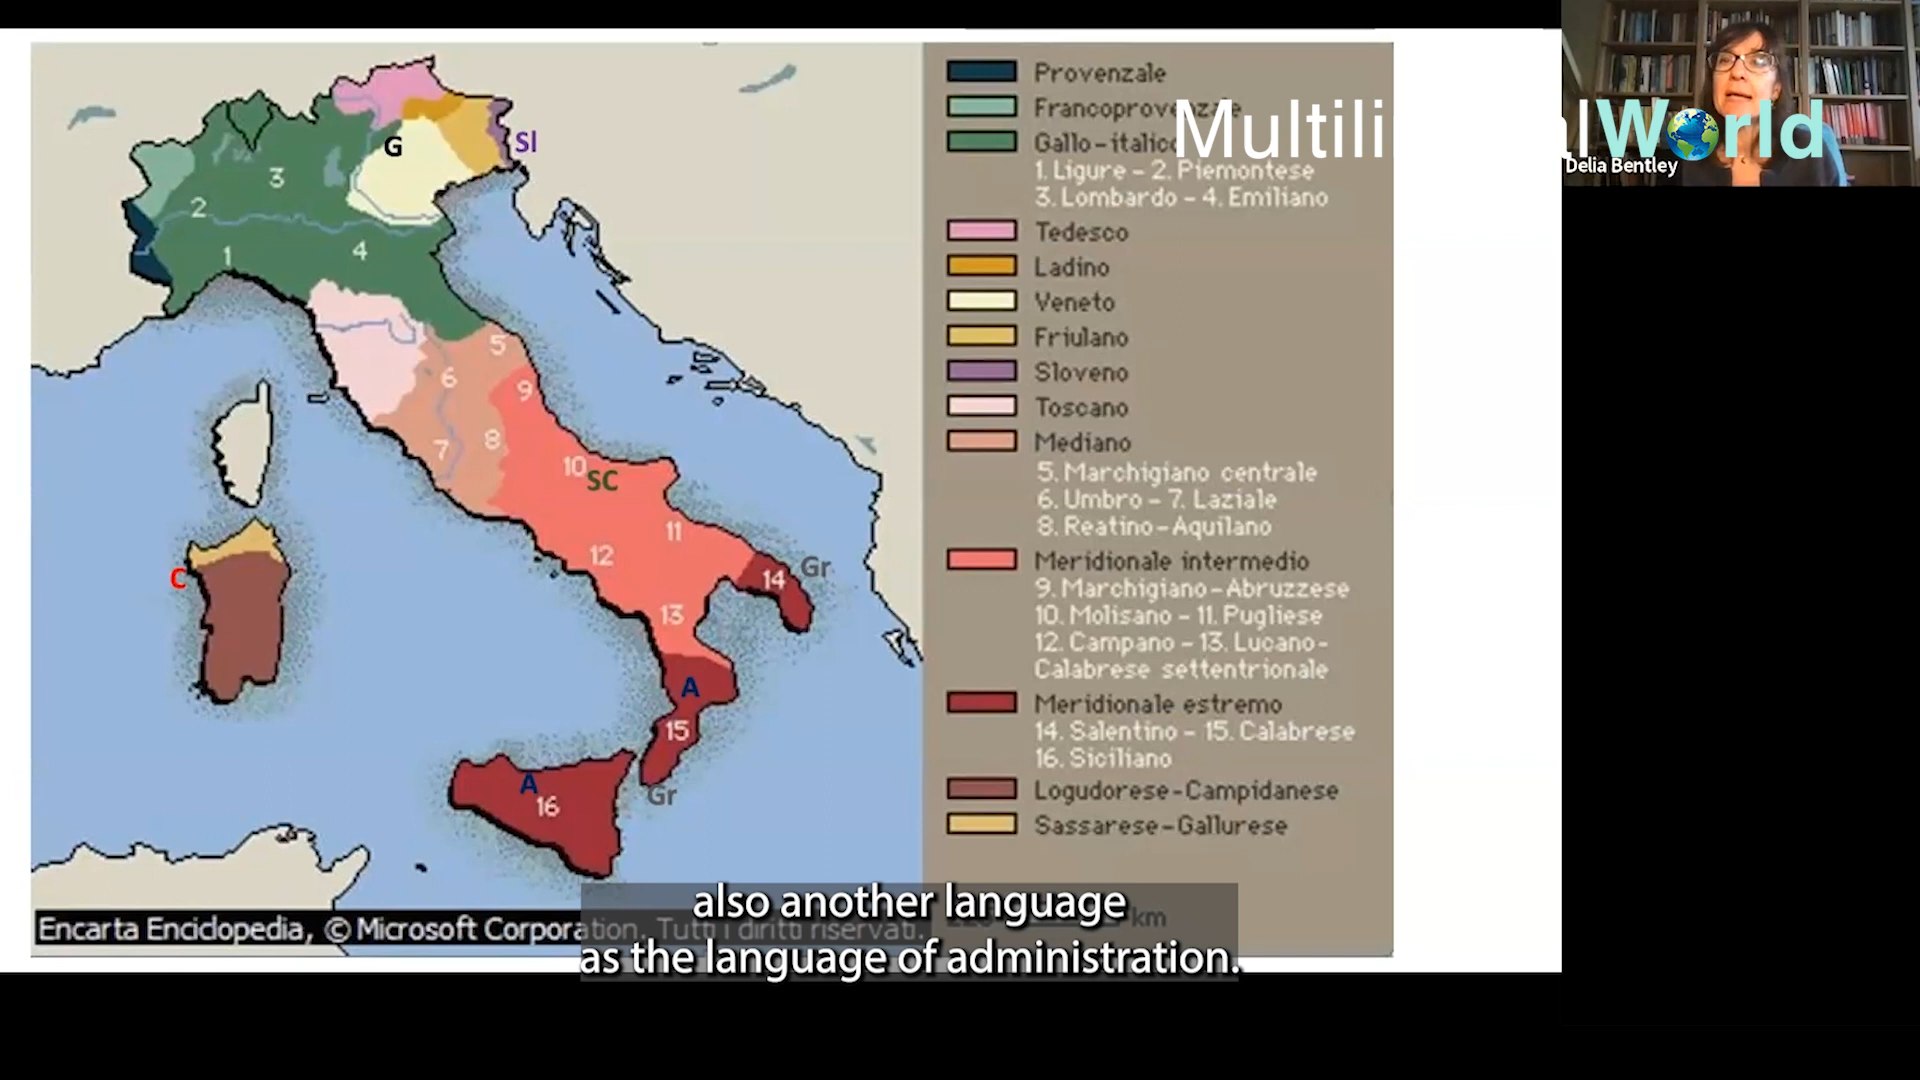 Provenzale
Francoprovenzale
Gallo-italico
1. Ligure - 2. Piemontese
3. Lombardo - 4. Emiliano
Tedesco
Ladino
Veneto
Friulano
Sloveno
Toscano
Mediano
5. Marchigiano centrale
6. Umbro - 7. Laziale
8. Reatino-Aquilano
Meridionale intermedio
9. Marchigiano-Abruzzese
10. Molisano - 11. Pugliese
12. Campano - 13. Lucano-
Calabrese settentrionale
Meridionale estremo
14. Salentino - 15. Calabrese
16. Siciliano
Logudorese-Campidanese
Sassarese-Gallurese
km
G
Sl
3
2
4
1
5
6
9
7
8
10
SC
11
12
C
14
Gr
13
A
15
A
16
Gr
Multili
alWorld
Delia Bentley
Encarta Enciclopedia, © Microsoft Corporation. Tutti i diritti riservati.
also another language
as the language of administration.